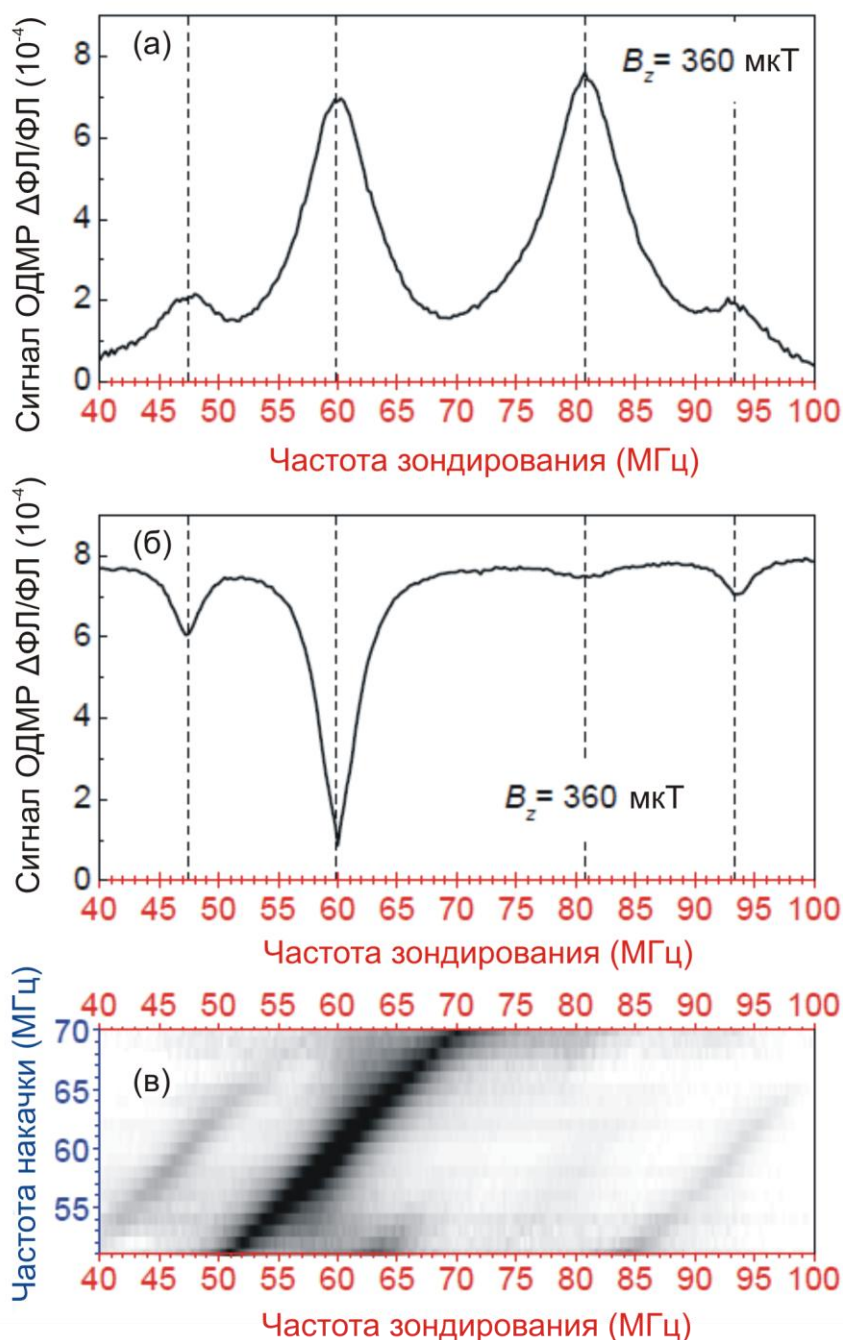 (а)
B_z = 360 мкТ
Сигнал ОДМР ΔФЛ/ФЛ (10⁻⁴)
8
6
4
2
0
40 45 50 55 60 65 70 75 80 85 90 95 100
Частота зондирования (МГц)
(б)
B_z = 360 мкТ
Сигнал ОДМР ΔФЛ/ФЛ (10⁻⁴)
8
6
4
2
0
40 45 50 55 60 65 70 75 80 85 90 95 100
Частота зондирования (МГц)
40 45 50 55 60 65 70 75 80 85 90 95 100
(в)
Частота накачки (МГц)
70
65
60
55
40 45 50 55 60 65 70 75 80 85 90 95 100
Частота зондирования (МГц)